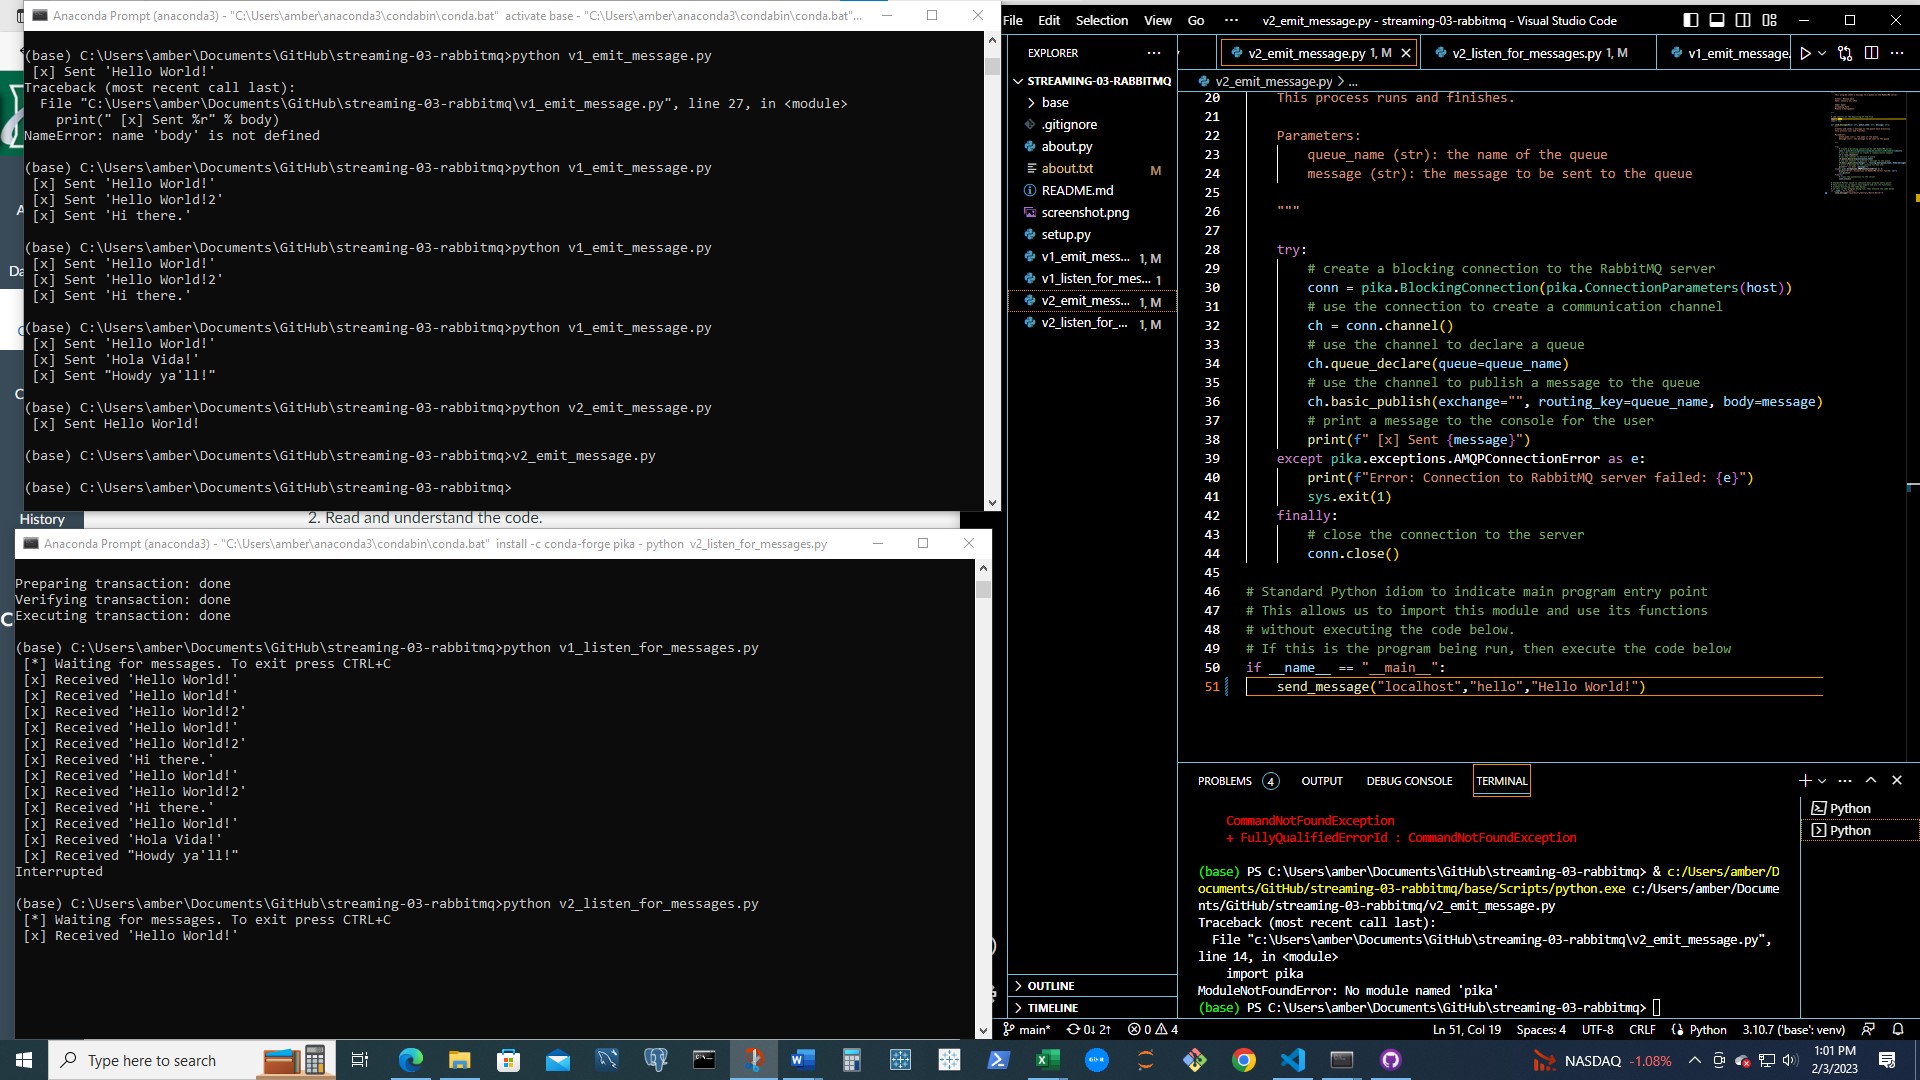 Anaconda Prompt (anaconda3) - "C:\Users\amber\anaconda3\condabin\conda.bat"  activate base - "C:\Users\amber\anaconda3\condabin\conda.bat"...
(base) C:\Users\amber\Documents\GitHub\streaming-03-rabbitmq>python v1_emit_message.py
[x] Sent 'Hello World!'
Traceback (most recent call last):
File "C:\Users\amber\Documents\GitHub\streaming-03-rabbitmq\v1_emit_message.py", line 27, in <module>
print(" [x] Sent %r" % body)
NameError: name 'body' is not defined
(base) C:\Users\amber\Documents\GitHub\streaming-03-rabbitmq>python v1_emit_message.py
[x] Sent 'Hello World!'
[x] Sent 'Hello World!2'
[x] Sent 'Hi there.'
(base) C:\Users\amber\Documents\GitHub\streaming-03-rabbitmq>python v1_emit_message.py
[x] Sent 'Hello World!'
[x] Sent 'Hello World!2'
[x] Sent 'Hi there.'
(base) C:\Users\amber\Documents\GitHub\streaming-03-rabbitmq>python v1_emit_message.py
[x] Sent 'Hello World!'
[x] Sent 'Hola Vida!'
[x] Sent "Howdy ya'll!"
(base) C:\Users\amber\Documents\GitHub\streaming-03-rabbitmq>python v2_emit_message.py
[x] Sent Hello World!
(base) C:\Users\amber\Documents\GitHub\streaming-03-rabbitmq>v2_emit_message.py
(base) C:\Users\amber\Documents\GitHub\streaming-03-rabbitmq>
History
2. Read and understand the code.
Anaconda Prompt (anaconda3) - "C:\Users\amber\anaconda3\condabin\conda.bat"  install -c conda-forge pika - python  v2_listen_for_messages.py
Preparing transaction: done
Verifying transaction: done
Executing transaction: done
(base) C:\Users\amber\Documents\GitHub\streaming-03-rabbitmq>python v1_listen_for_messages.py
[*] Waiting for messages. To exit press CTRL+C
[x] Received 'Hello World!'
[x] Received 'Hello World!'
[x] Received 'Hello World!2'
[x] Received 'Hello World!'
[x] Received 'Hello World!2'
[x] Received 'Hi there.'
[x] Received 'Hello World!'
[x] Received 'Hello World!2'
[x] Received 'Hi there.'
[x] Received 'Hello World!'
[x] Received 'Hola Vida!'
[x] Received "Howdy ya'll!"
Interrupted
(base) C:\Users\amber\Documents\GitHub\streaming-03-rabbitmq>python v2_listen_for_messages.py
[*] Waiting for messages. To exit press CTRL+C
[x] Received 'Hello World!'
File Edit Selection View Go ··· v2_emit_message.py - streaming-03-rabbitmq - Visual Studio Code
EXPLORER ···
STREAMING-03-RABBITMQ
base
.gitignore
about.py
about.txt M
README.md
screenshot.png
setup.py
v1_emit_mess... 1, M
v1_listen_for_mes... 1
v2_emit_mess... 1, M
v2_listen_for_... 1, M
OUTLINE
TIMELINE
v2_emit_message.py 1, M
v2_listen_for_messages.py 1, M
v1_emit_message.
v2_emit_message.py > ...
20 This process runs and finishes.
21
22 Parameters:
23 queue_name (str): the name of the queue
24 message (str): the message to be sent to the queue
25
26 """
27
28 try:
29 # create a blocking connection to the RabbitMQ server
30 conn = pika.BlockingConnection(pika.ConnectionParameters(host))
31 # use the connection to create a communication channel
32 ch = conn.channel()
33 # use the channel to declare a queue
34 ch.queue_declare(queue=queue_name)
35 # use the channel to publish a message to the queue
36 ch.basic_publish(exchange="", routing_key=queue_name, body=message)
37 # print a message to the console for the user
38 print(f" [x] Sent {message}")
39 except pika.exceptions.AMQPConnectionError as e:
40 print(f"Error: Connection to RabbitMQ server failed: {e}")
41 sys.exit(1)
42 finally:
43 # close the connection to the server
44 conn.close()
45
46 # Standard Python idiom to indicate main program entry point
47 # This allows us to import this module and use its functions
48 # without executing the code below.
49 # If this is the program being run, then execute the code below
50 if __name__ == "__main__":
51 send_message("localhost","hello","Hello World!")
PROBLEMS 4 OUTPUT DEBUG CONSOLE TERMINAL
CommandNotFoundException
+ FullyQualifiedErrorId : CommandNotFoundException
(base) PS C:\Users\amber\Documents\GitHub\streaming-03-rabbitmq> & c:/Users/amber/D
ocuments/GitHub/streaming-03-rabbitmq/base/Scripts/python.exe c:/Users/amber/Docume
nts/GitHub/streaming-03-rabbitmq/v2_emit_message.py
Traceback (most recent call last):
File "c:\Users\amber\Documents\GitHub\streaming-03-rabbitmq\v2_emit_message.py",
line 14, in <module>
import pika
ModuleNotFoundError: No module named 'pika'
(base) PS C:\Users\amber\Documents\GitHub\streaming-03-rabbitmq>
Python
Python
main* 0↓ 2↑ 0 4 Ln 51, Col 19 Spaces: 4 UTF-8 CRLF Python 3.10.7 ('base': venv)
Type here to search
NASDAQ -1.08%
1:01 PM
2/3/2023